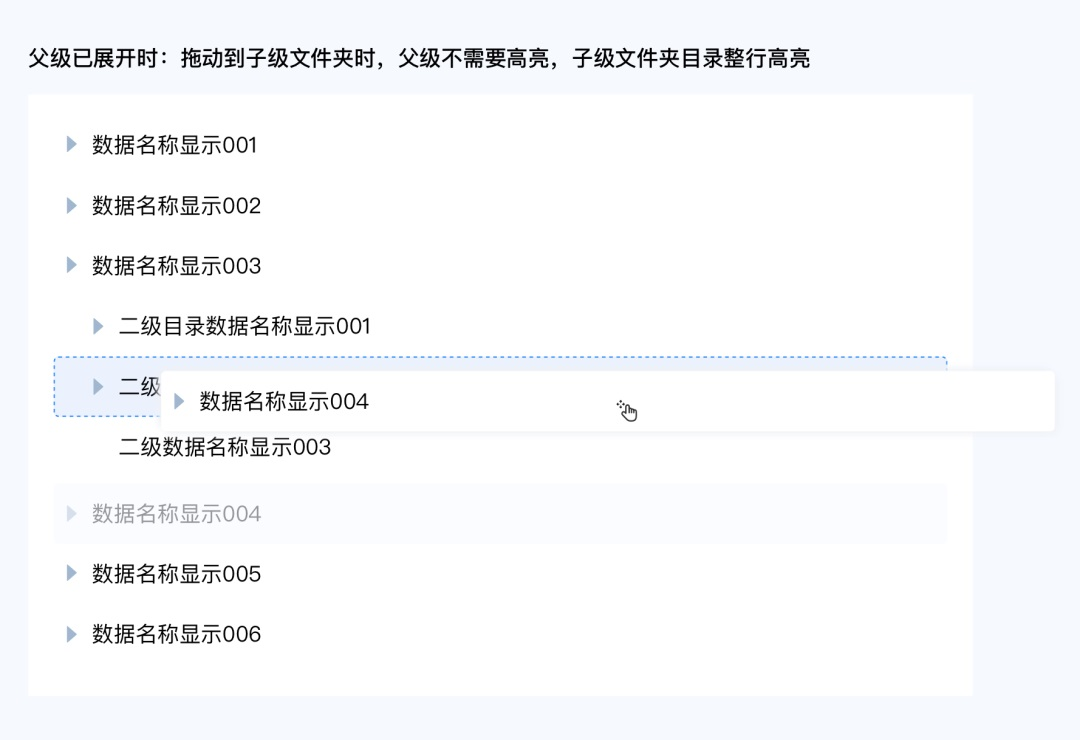 父级已展开时：拖动到子级文件夹时，父级不需要高亮，子级文件夹目录整行高亮
数据名称显示001
数据名称显示002
数据名称显示003
二级目录数据名称显示001
二级
数据名称显示004
二级数据名称显示003
数据名称显示004
数据名称显示005
数据名称显示006